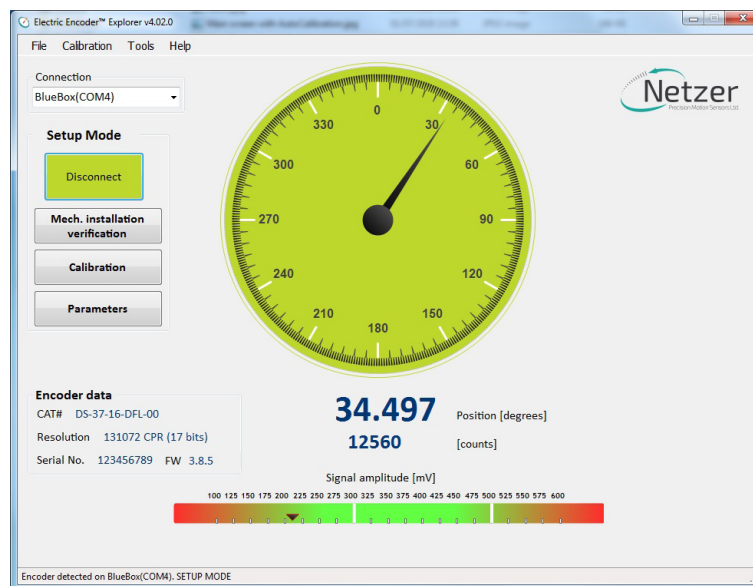 Electric Encoder™ Explorer v4.02.0
File Calibration Tools Help
Connection
BlueBox(COM4)
Netzer
Precision Motion Sensors Ltd.
Setup Mode
Disconnect
Mech. installation
verification
Calibration
Parameters
0
30
60
90
120
150
180
210
240
270
300
330
Encoder data
CAT# DS-37-16-DFL-00
Resolution 131072 CPR (17 bits)
Serial No. 123456789 FW 3.8.5
34.497 Position [degrees]
12560 [counts]
Signal amplitude [mV]
100 125 150 175 200 225 250 275 300 325 350 375 400 425 450 475 500 525 550 575 600
Encoder detected on BlueBox(COM4). SETUP MODE